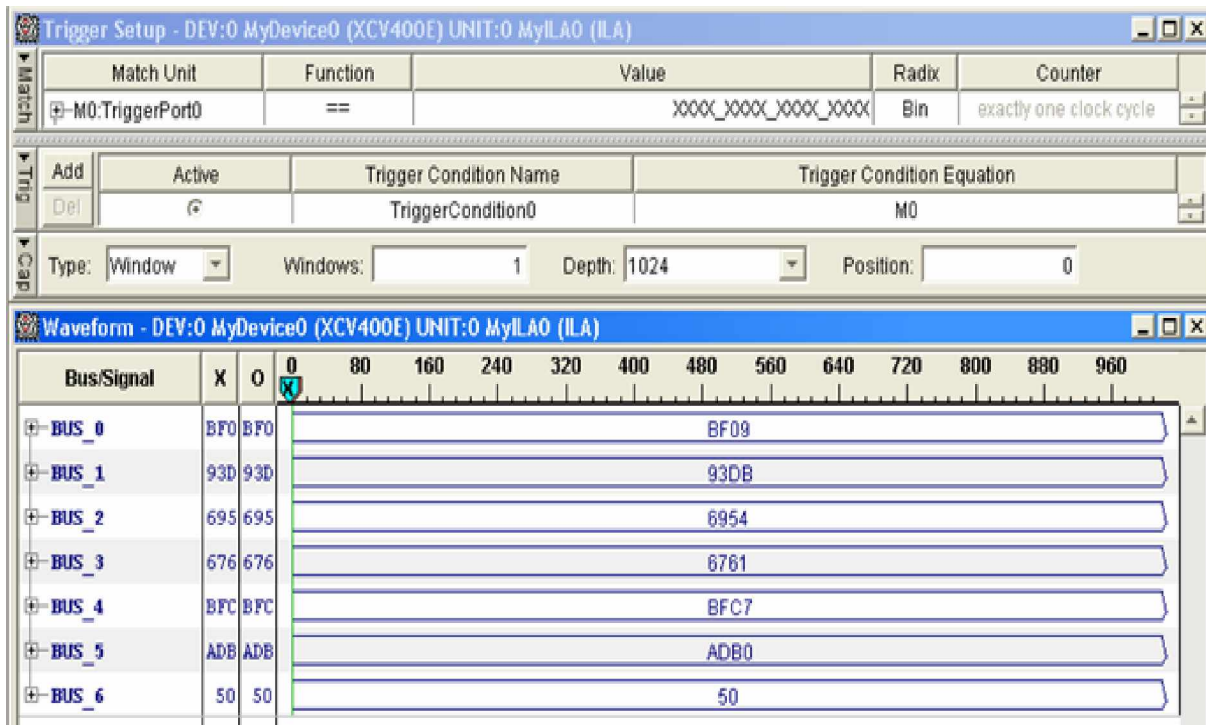 Trigger Setup - DEV:0 MyDevice0 (XCV400E) UNIT:0 MyILA0 (ILA)
Match
Match Unit Function Value Radix Counter
M0:TriggerPort0 == XXXX_XXXX_XXXX_XXXX Bin exactly one clock cycle
Trig
Add Active Trigger Condition Name Trigger Condition Equation
Del TriggerCondition0 M0
Cap
Type: Window Windows: 1 Depth: 1024 Position: 0
Waveform - DEV:0 MyDevice0 (XCV400E) UNIT:0 MyILA0 (ILA)
Bus/Signal X O 0 80 160 240 320 400 480 560 640 720 800 880 960
X
BUS_0 BF0 BF0 BF09
BUS_1 93D 93D 93DB
BUS_2 695 695 6954
BUS_3 676 676 6761
BUS_4 BFC BFC BFC7
BUS_5 ADB ADB ADB0
BUS_6 50 50 50